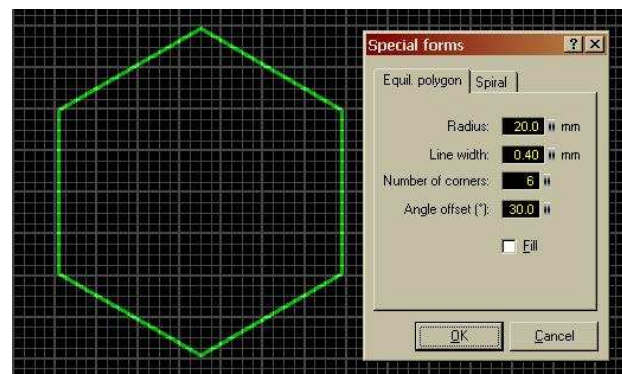 Special forms ? ×
Equil. polygon Spiral
Radius: 20.0 mm
Line width: 0.40 mm
Number of corners: 6
Angle offset (°): 30.0
Fill
OK Cancel